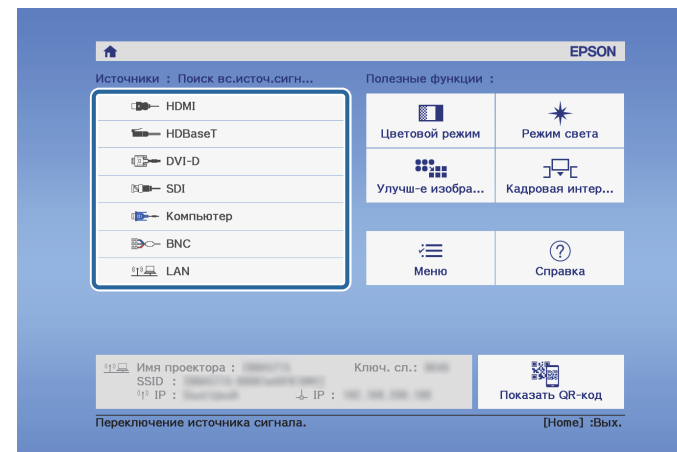 EPSON
Источники : Поиск вс.источ.сигн...
HDMI
HDBaseT
DVI-D
SDI
Компьютер
BNC
LAN
Полезные функции :
Цветовой режим
Режим света
Улучш-е изобра...
Кадровая интер...
Меню
Справка
Имя проектора :
Ключ. сл.:
SSID :
IP :
IP :
Показать QR-код
Переключение источника сигнала.
[Home] :Вых.